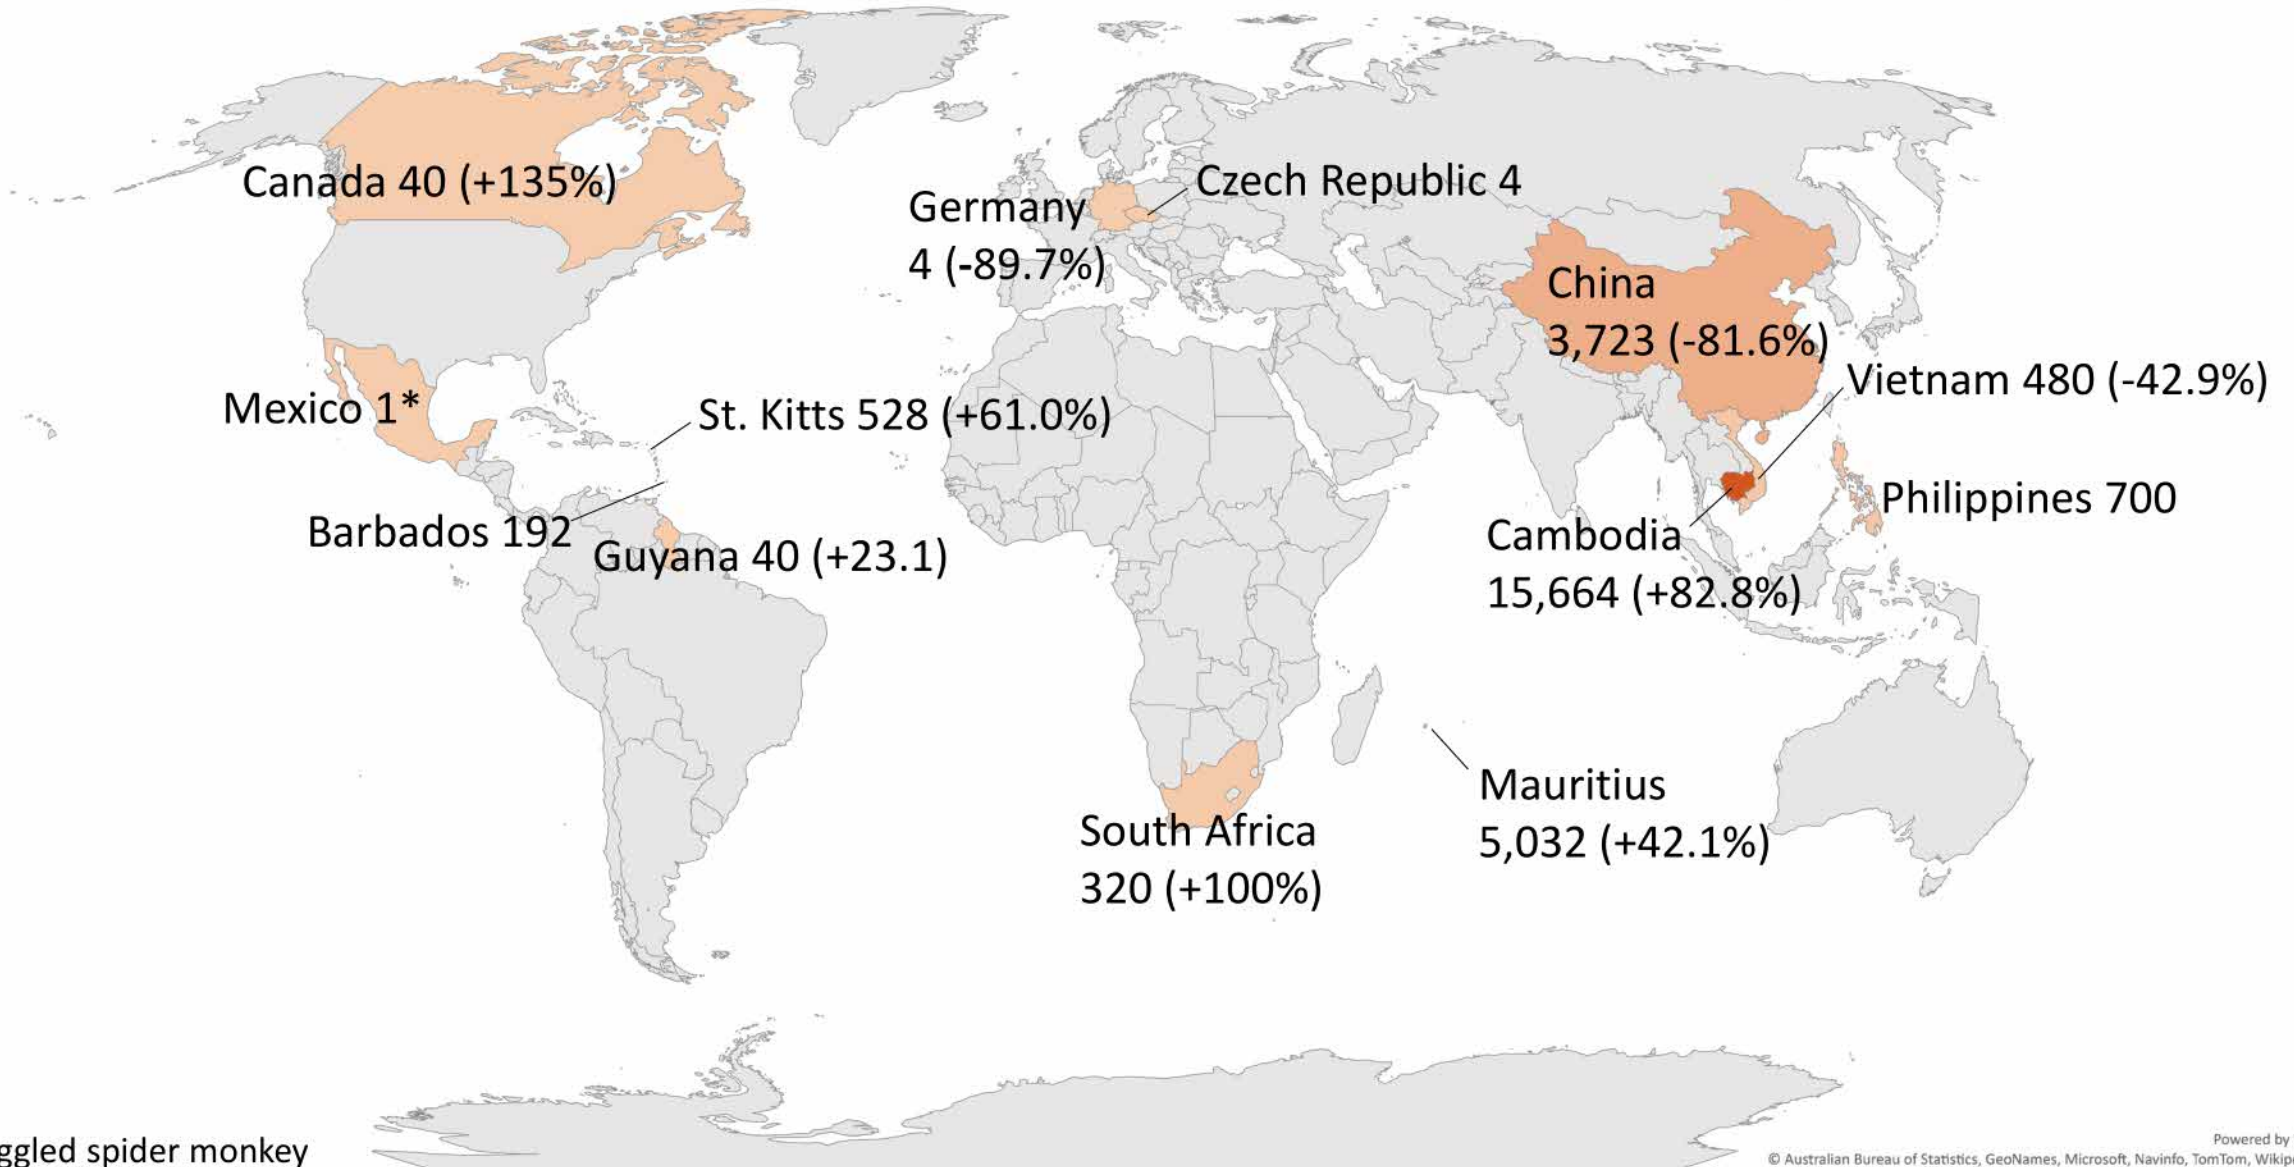 Canada 40 (+135%)
Czech Republic 4
Germany
4 (-89.7%)
China
3,723 (-81.6%)
Vietnam 480 (-42.9%)
Mexico 1*
St. Kitts 528 (+61.0%)
Philippines 700
Barbados 192
Guyana 40 (+23.1)
Cambodia
15,664 (+82.8%)
Mauritius
5,032 (+42.1%)
South Africa
320 (+100%)
spider monkey
Powered by
© Australian Bureau of Statistics, GeoNames, Microsoft, Navinfo, TomTom,